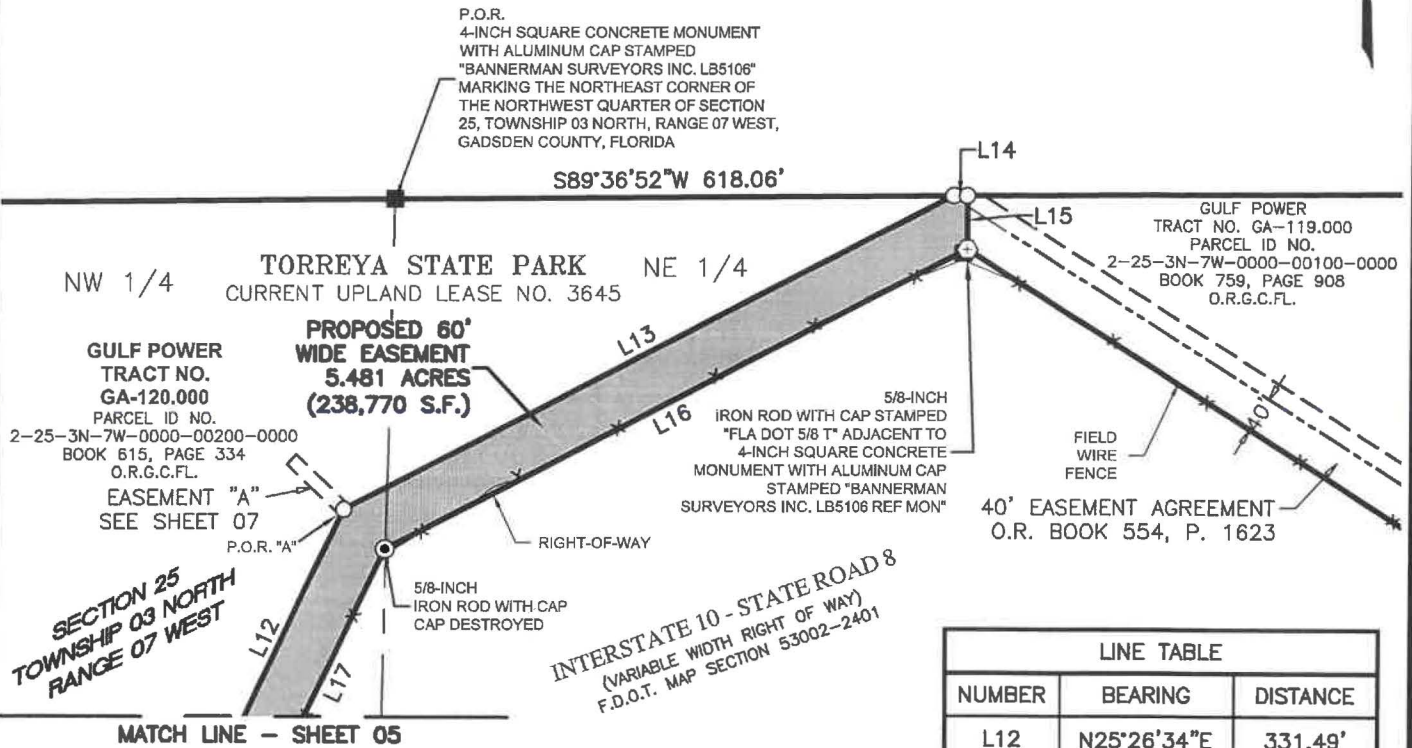 P.O.R.
4-INCH SQUARE CONCRETE MONUMENT
WITH ALUMINUM CAP STAMPED
"BANNERMAN SURVEYORS INC. LB5106"
MARKING THE NORTHEAST CORNER OF
THE NORTHWEST QUARTER OF SECTION
25, TOWNSHIP 03 NORTH, RANGE 07 WEST,
GADSDEN COUNTY, FLORIDA
S89°36'52"W 618.06'
L14
L15
GULF POWER
TRACT NO. GA-119.000
PARCEL ID NO.
2-25-3N-7W-0000-00100-0000
BOOK 759, PAGE 908
O.R.G.C.FL.
NW 1/4
TORREYA STATE PARK
CURRENT UPLAND LEASE NO. 3645
NE 1/4
PROPOSED 60'
WIDE EASEMENT
5.481 ACRES
(238,770 S.F.)
L13
L16
GULF POWER
TRACT NO.
GA-120.000
PARCEL ID NO.
2-25-3N-7W-0000-00200-0000
BOOK 615, PAGE 334
O.R.G.C.FL.
EASEMENT "A"
SEE SHEET 07
P.O.R. "A"
5/8-INCH
IRON ROD WITH CAP STAMPED
"FLA DOT 5/8 T" ADJACENT TO
4-INCH SQUARE CONCRETE
MONUMENT WITH ALUMINUM CAP
STAMPED "BANNERMAN
SURVEYORS INC. LB5106 REF MON"
FIELD
WIRE
FENCE
40'
40' EASEMENT AGREEMENT
O.R. BOOK 554, P. 1623
RIGHT-OF-WAY
5/8-INCH
IRON ROD WITH CAP
CAP DESTROYED
SECTION 25
TOWNSHIP 03 NORTH
RANGE 07 WEST
L12
L17
INTERSTATE 10 - STATE ROAD 8
(VARIABLE WIDTH RIGHT OF WAY)
F.D.O.T. MAP SECTION 53002-2401
MATCH LINE - SHEET 05
LINE TABLE
NUMBER BEARING DISTANCE
L12 N25°26'34"E 331.49'